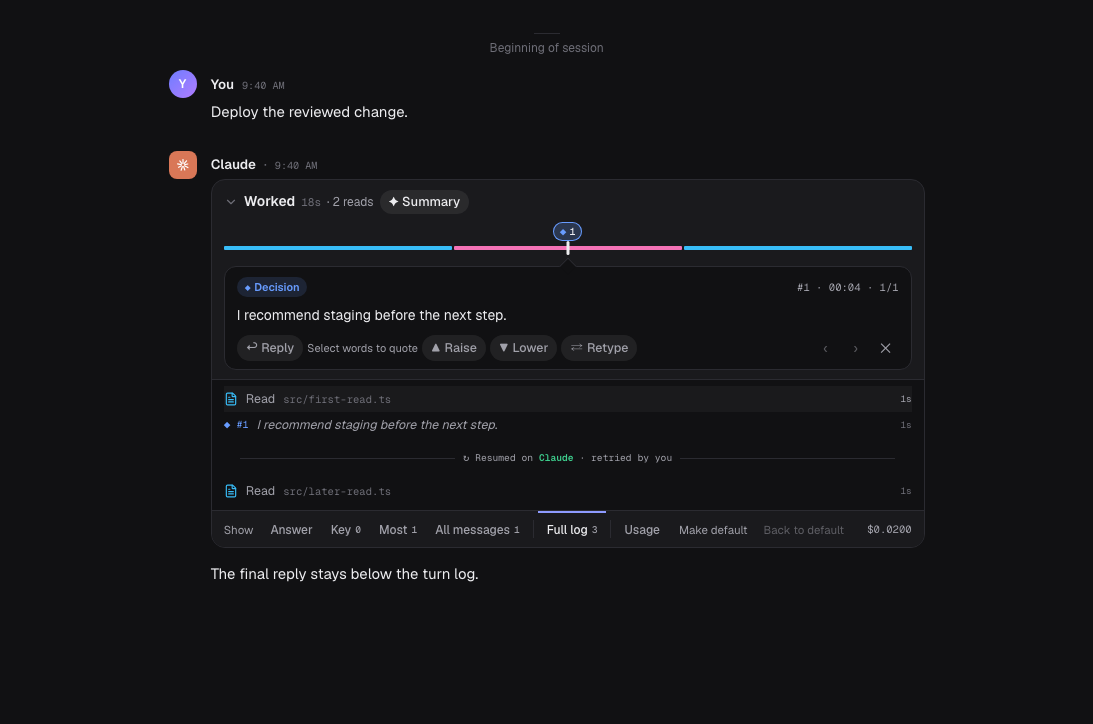 Beginning of session
Y You 9:40 AM
Deploy the reviewed change.
Claude · 9:40 AM
Worked 18s · 2 reads ✦ Summary
◆ 1
◆ Decision #1 · 00:04 · 1/1
I recommend staging before the next step.
↩ Reply Select words to quote ▲ Raise ▼ Lower ⇄ Retype ‹ › ×
Read src/first-read.ts 1s
◆ #1 I recommend staging before the next step. 1s
↻ Resumed on Claude · retried by you
Read src/later-read.ts 1s
Show Answer Key 0 Most 1 All messages 1 Full log 3 Usage Make default Back to default $0.0200
The final reply stays below the turn log.